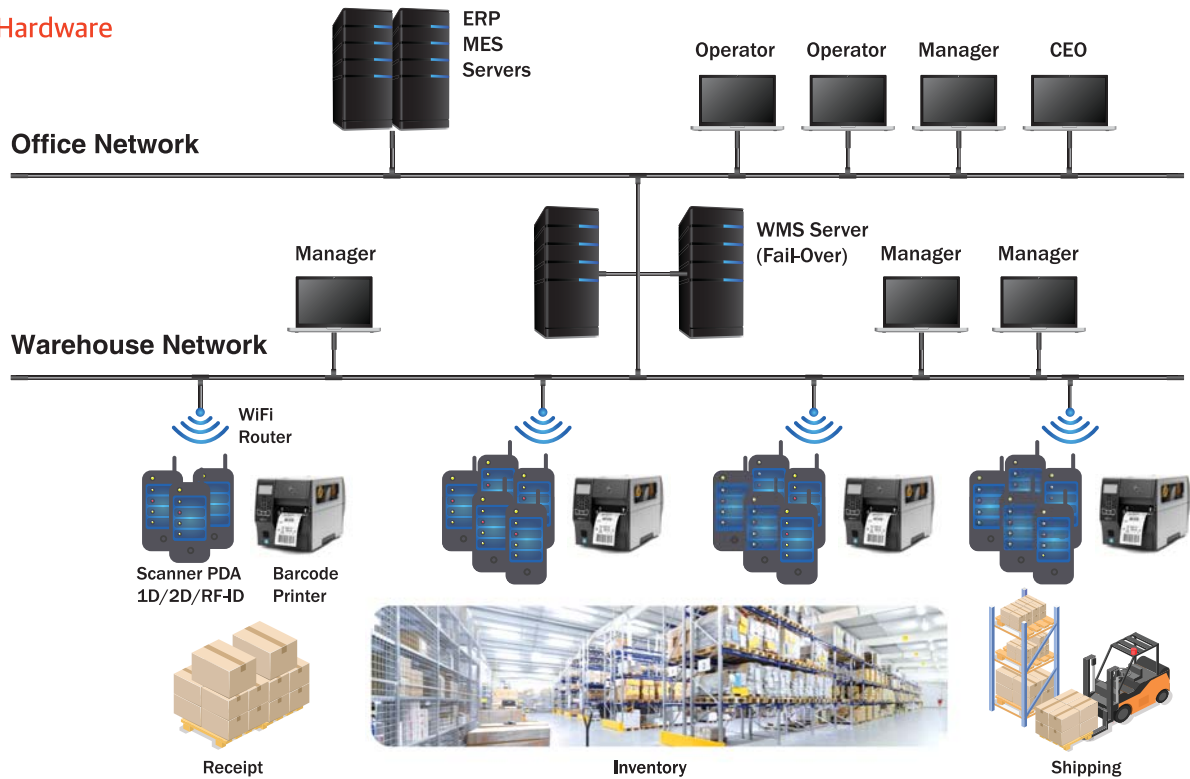 Hardware
ERP
MES
Servers
Operator
Operator
Manager
CEO
Office Network
WMS Server
(Fail-Over)
Manager
Manager
Manager
Warehouse Network
WiFi
Router
Scanner PDA
1D/2D/RF-ID
Barcode
Printer
Receipt
Inventory
Shipping